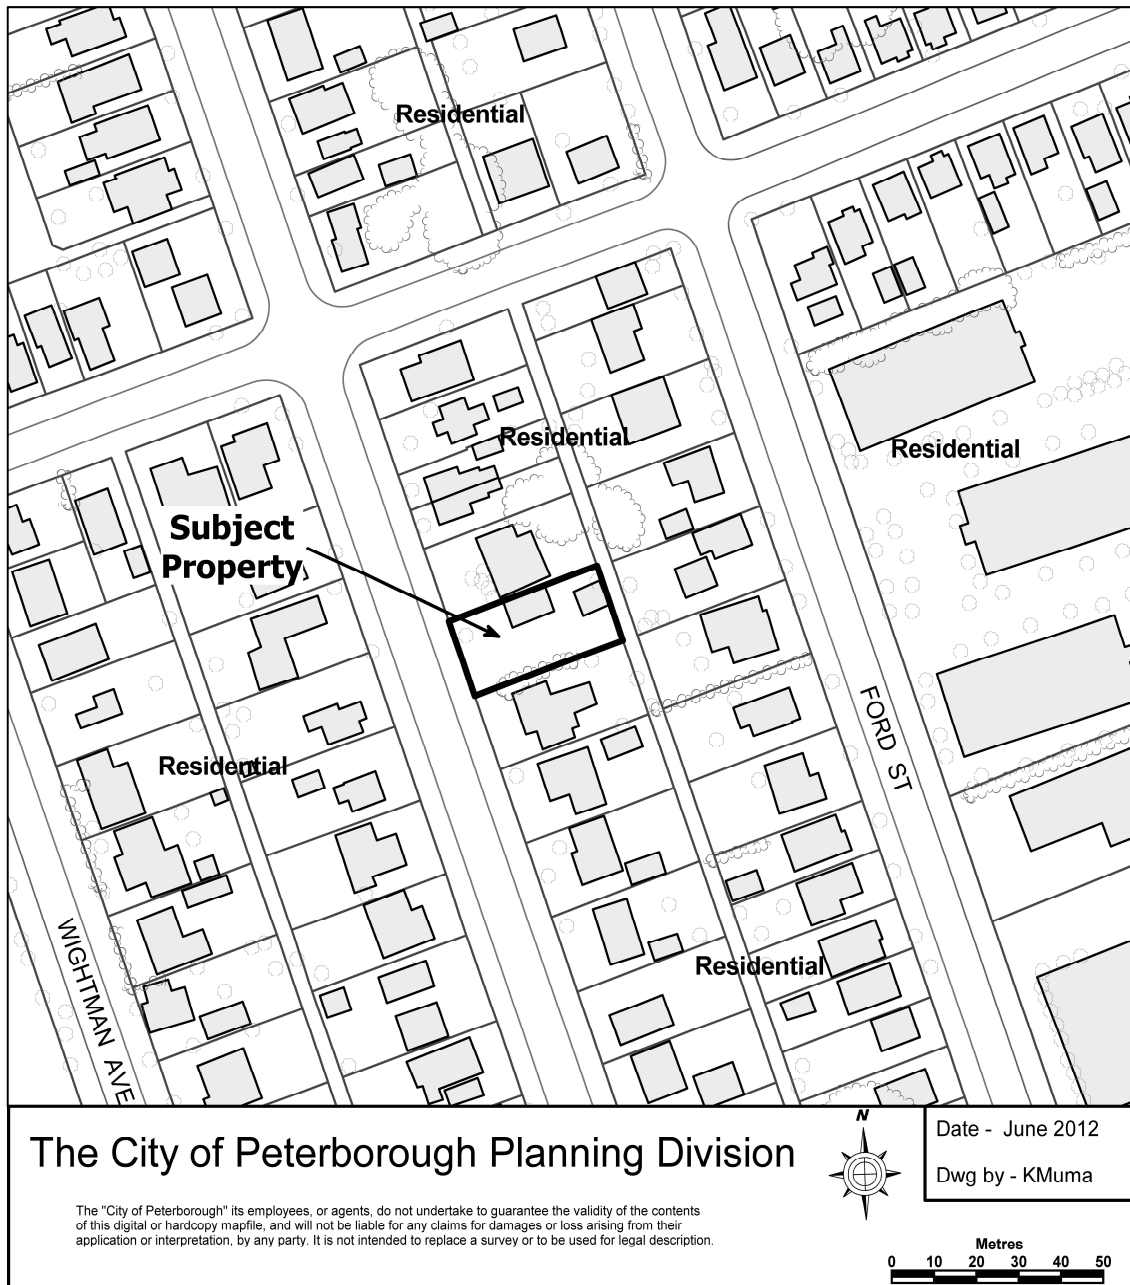 Residential
Residential
Residential
Subject
Property
FORD ST
Residential
WIGHTMAN AVE
Residential
The City of Peterborough Planning Division
N
Date - June 2012
Dwg by - KMuma
The "City of Peterborough" its employees, or agents, do not undertake to guarantee the validity of the contents
of this digital or hardcopy mapfile, and will not be liable for any claims for damages or loss arising from their
application or interpretation, by any party. It is not intended to replace a survey or to be used for legal description.
Metres
0 10 20 30 40 50